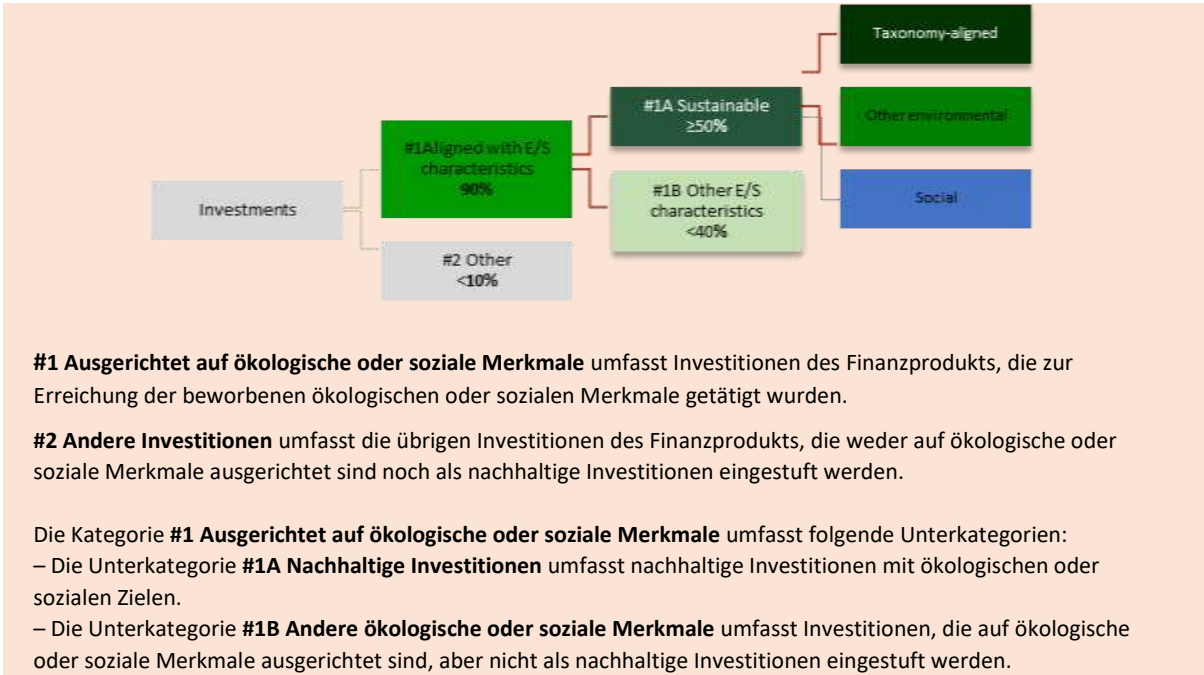 Taxonomy-aligned
#1A Sustainable
≥50%
Other environmental
#1Aligned with E/S
characteristics
90%
#1B Other E/S
characteristics
<40%
Social
Investments
#2 Other
<10%
#1 Ausgerichtet auf ökologische oder soziale Merkmale umfasst Investitionen des Finanzprodukts, die zur
Erreichung der beworbenen ökologischen oder sozialen Merkmale getätigt wurden.
#2 Andere Investitionen umfasst die übrigen Investitionen des Finanzprodukts, die weder auf ökologische oder
soziale Merkmale ausgerichtet sind noch als nachhaltige Investitionen eingestuft werden.
Die Kategorie #1 Ausgerichtet auf ökologische oder soziale Merkmale umfasst folgende Unterkategorien:
– Die Unterkategorie #1A Nachhaltige Investitionen umfasst nachhaltige Investitionen mit ökologischen oder
sozialen Zielen.
– Die Unterkategorie #1B Andere ökologische oder soziale Merkmale umfasst Investitionen, die auf ökologische
oder soziale Merkmale ausgerichtet sind, aber nicht als nachhaltige Investitionen eingestuft werden.